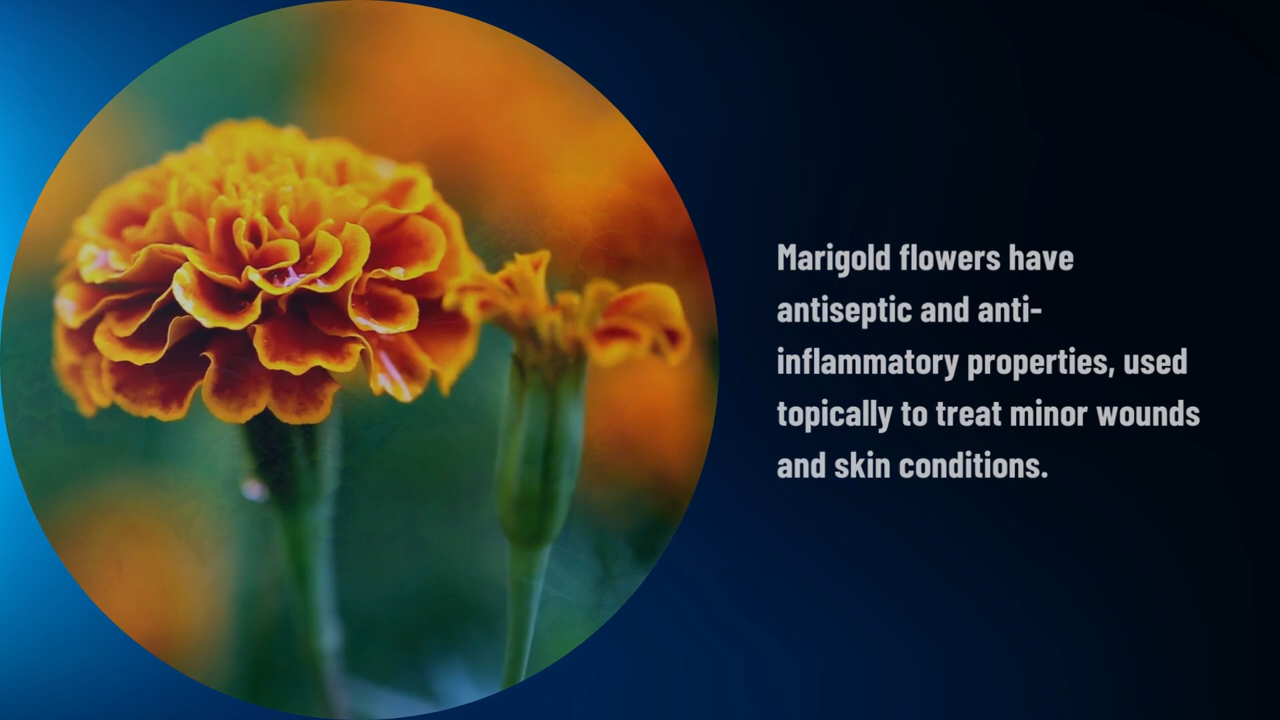 Marigold flowers have
antiseptic and anti-
inflammatory properties, used
topically to treat minor wounds
and skin conditions.